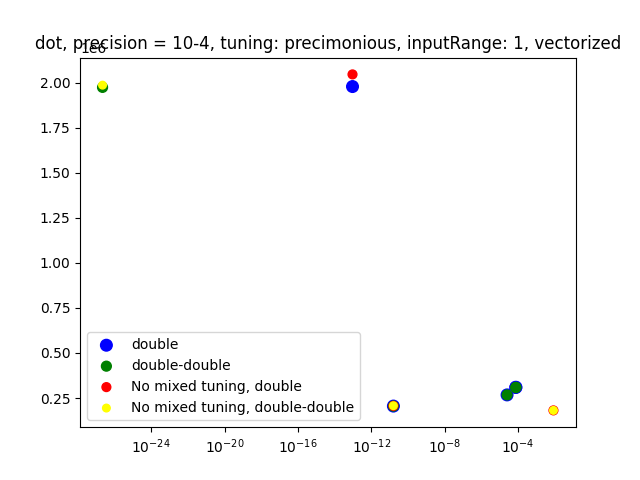 dot, precision = 10-4, tuning: precimonious, inputRange: 1, vectorized
1e6
2.00
1.75
1.50
1.25
1.00
0.75
0.50
0.25
double
double-double
No mixed tuning, double
No mixed tuning, double-double
10⁻²⁴ 10⁻²⁰ 10⁻¹⁶ 10⁻¹² 10⁻⁸ 10⁻⁴